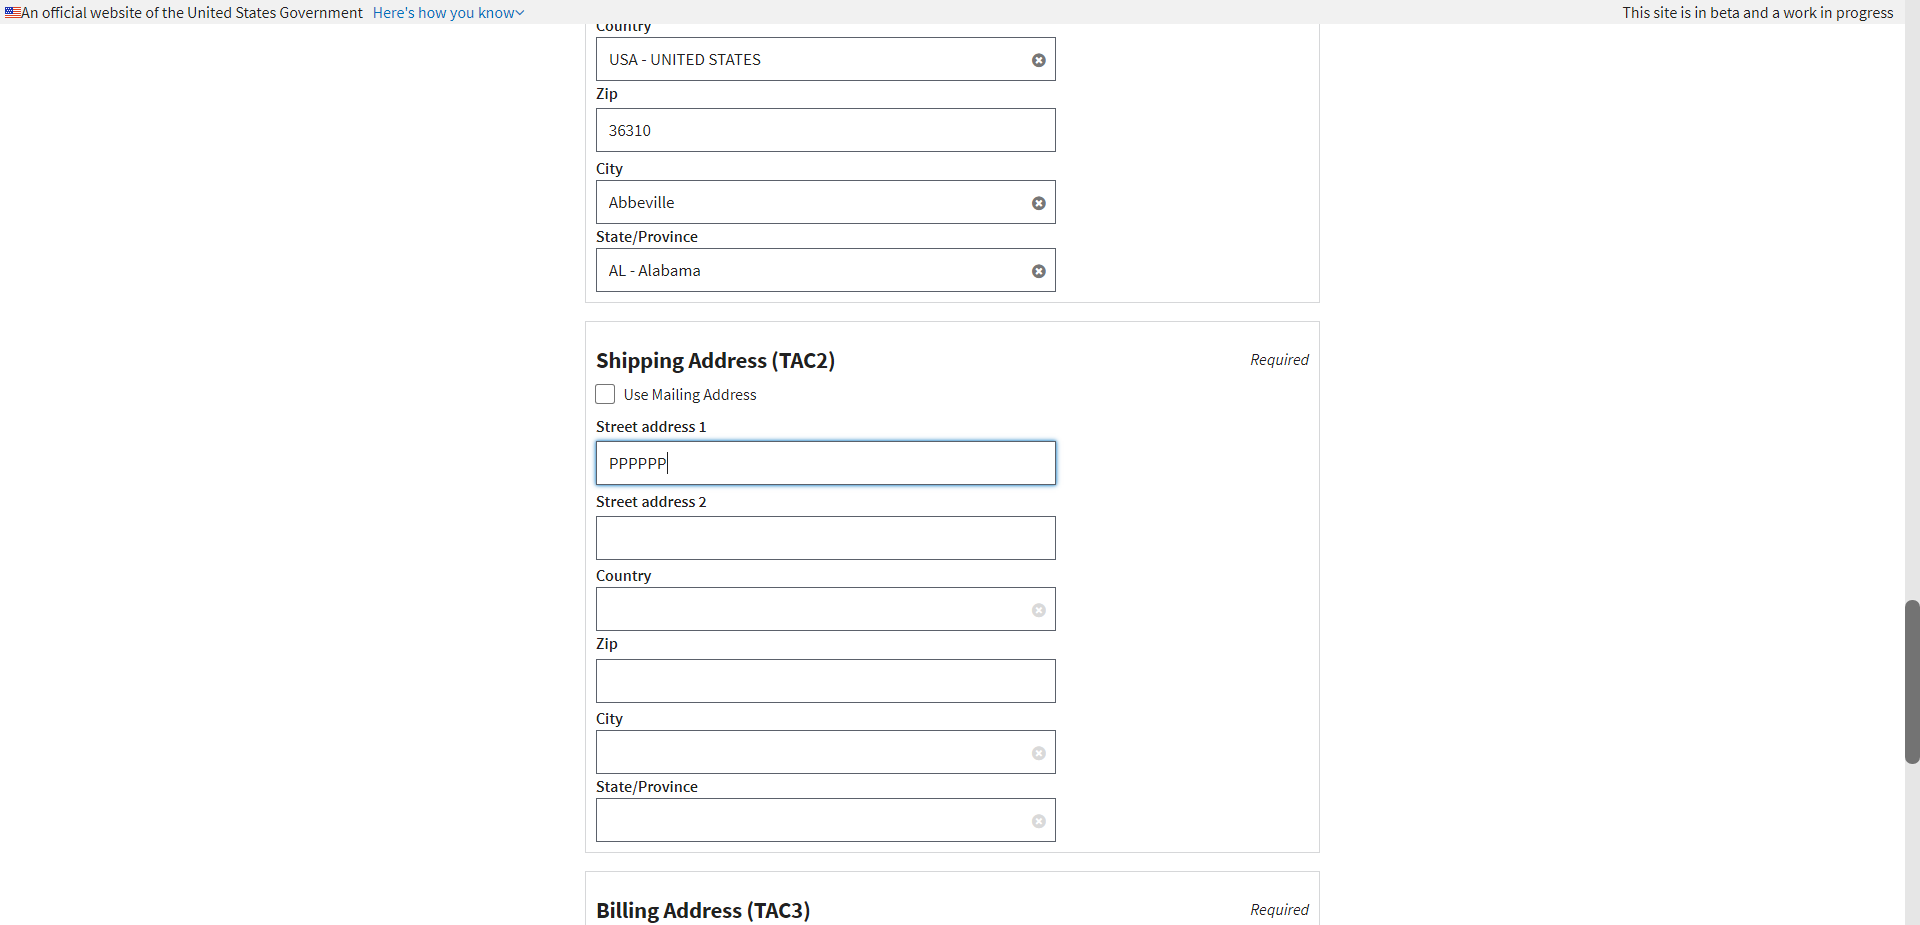 An official website of the United States Government Here's how you know
This site is in beta and a work in progress
Country
USA - UNITED STATES
Zip
36310
City
Abbeville
State/Province
AL - Alabama
Shipping Address (TAC2)
Required
Use Mailing Address
Street address 1
PPPPPP
Street address 2
Country
Zip
City
State/Province
Billing Address (TAC3)
Required